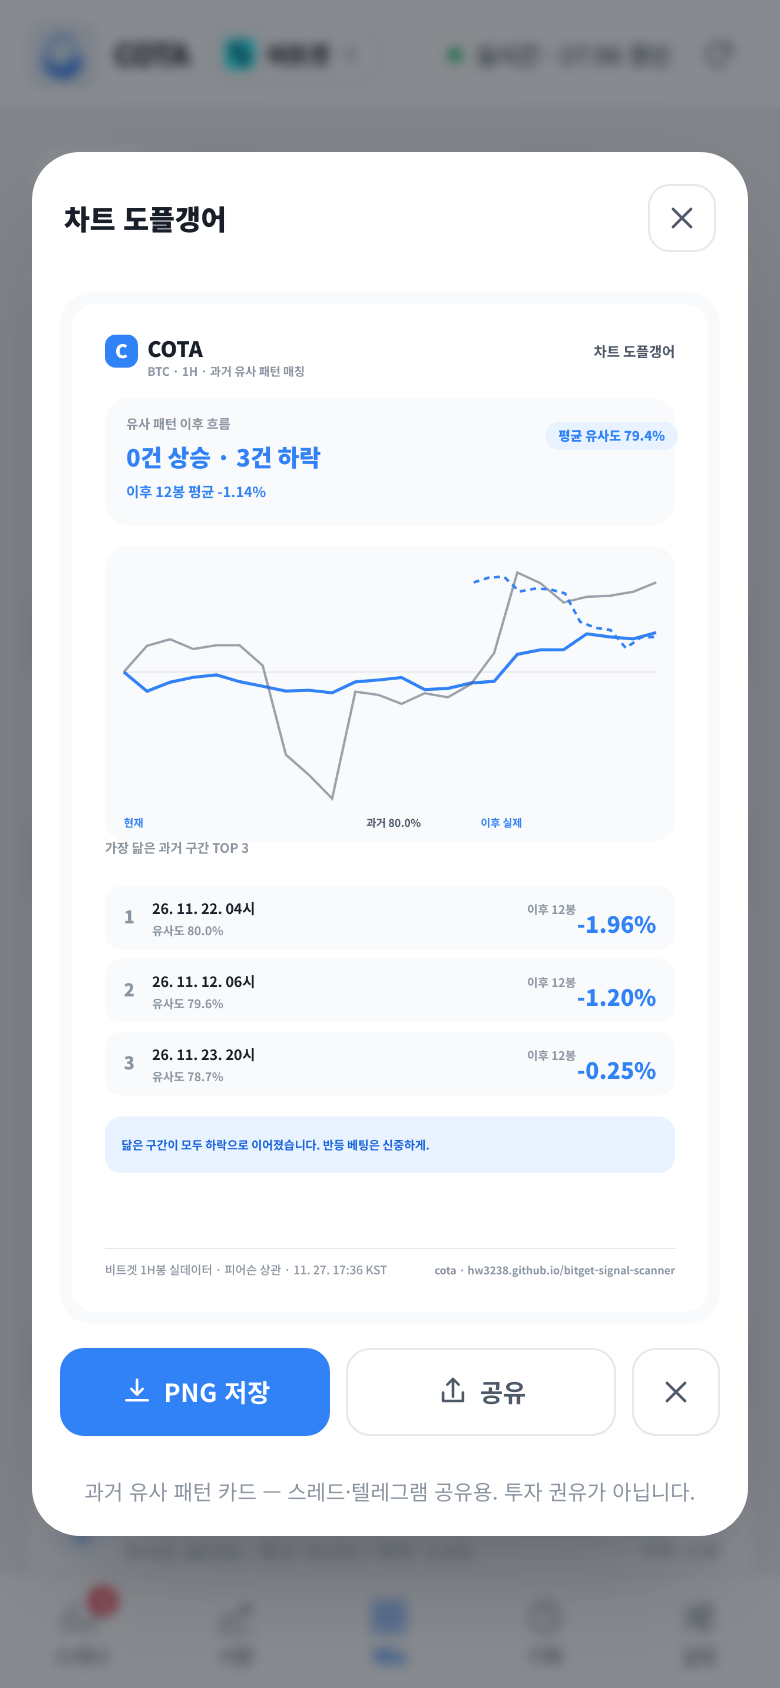 COTA
차트 도플갱어
C COTA
BTC · 1H · 과거 유사 패턴 매칭
차트 도플갱어
유사 패턴 이후 흐름
0건 상승 · 3건 하락
이후 12봉 평균 -1.14%
평균 유사도 79.4%
현재
과거 80.0%
이후 실제
가장 닮은 과거 구간 TOP 3
1
26. 11. 22. 04시
유사도 80.0%
이후 12봉
-1.96%
2
26. 11. 12. 06시
유사도 79.6%
이후 12봉
-1.20%
3
26. 11. 23. 20시
유사도 78.7%
이후 12봉
-0.25%
닮은 구간이 모두 하락으로 이어졌습니다. 반등 베팅은 신중하게.
비트겟 1H봉 실데이터 · 피어슨 상관 · 11. 27. 17:36 KST
cota · hw3238.github.io/bitget-signal-scanner
PNG 저장
공유
과거 유사 패턴 카드 — 스레드·텔레그램 공유용. 투자 권유가 아닙니다.